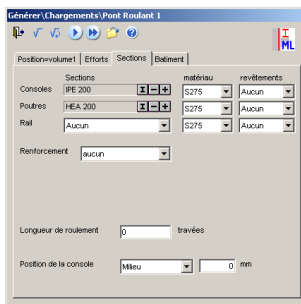 Générer\Chargements\Pont Roulant 1
I
ML
Position=volume1 Efforts Sections Batiment
Sections matériau revêtements
Consoles IPE 200 I - + S275 Aucun
Poutres HEA 200 I - + S275 Aucun
Rail Aucun S275 Aucun
Renforcement aucun
Longueur de roulement 0 travées
Position de la console Milieu 0 mm